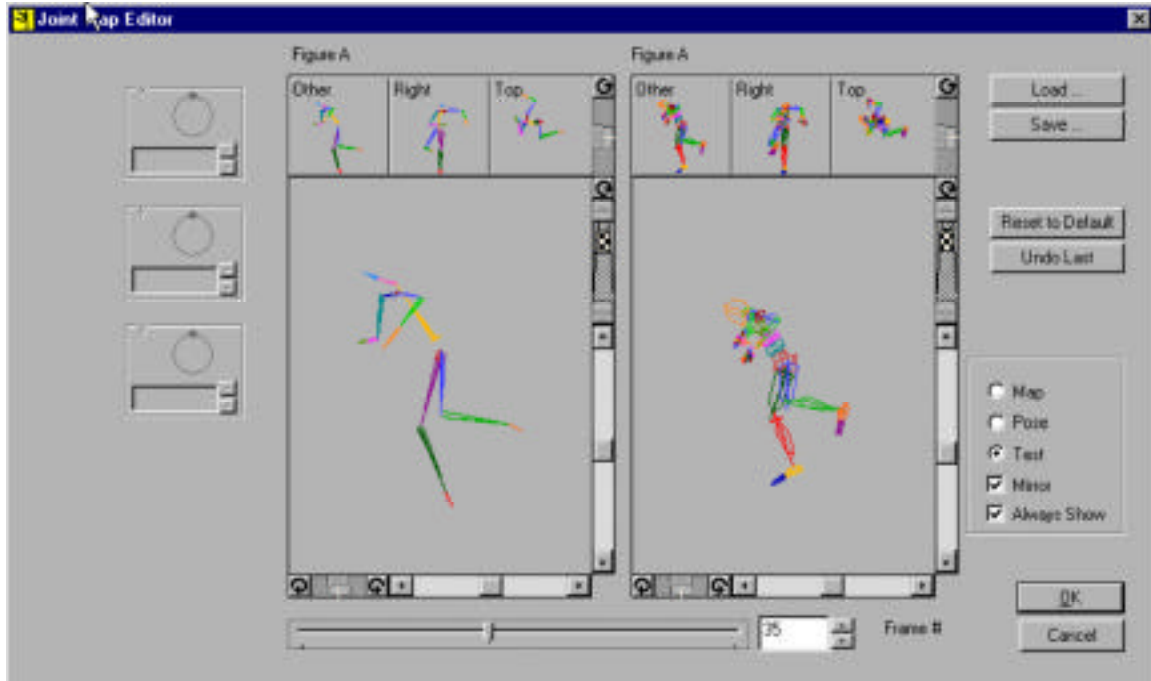 Joint Map Editor
Figure A
Figure A
Other
Right
Top
Other
Right
Top
Load ...
Save ...
Reset to Default
Undo Last
Map
Pose
Test
Mirror
Always Show
35
Frame #
OK
Cancel